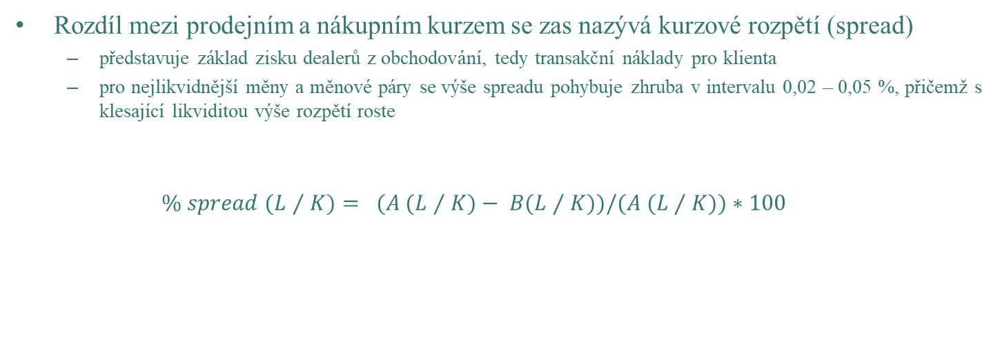 • Rozdíl mezi prodejním a nákupním kurzem se zas nazývá kurzové rozpětí (spread)
– představuje základ zisku dealerů z obchodování, tedy transakční náklady pro klienta
– pro nejlikvidnější měny a měnové páry se výše spreadu pohybuje zhruba v intervalu 0,02 – 0,05 %, přičemž s
klesající likviditou výše rozpětí roste
% spread (L / K) = (A (L / K) − B(L / K))/(A (L / K)) ∗ 100